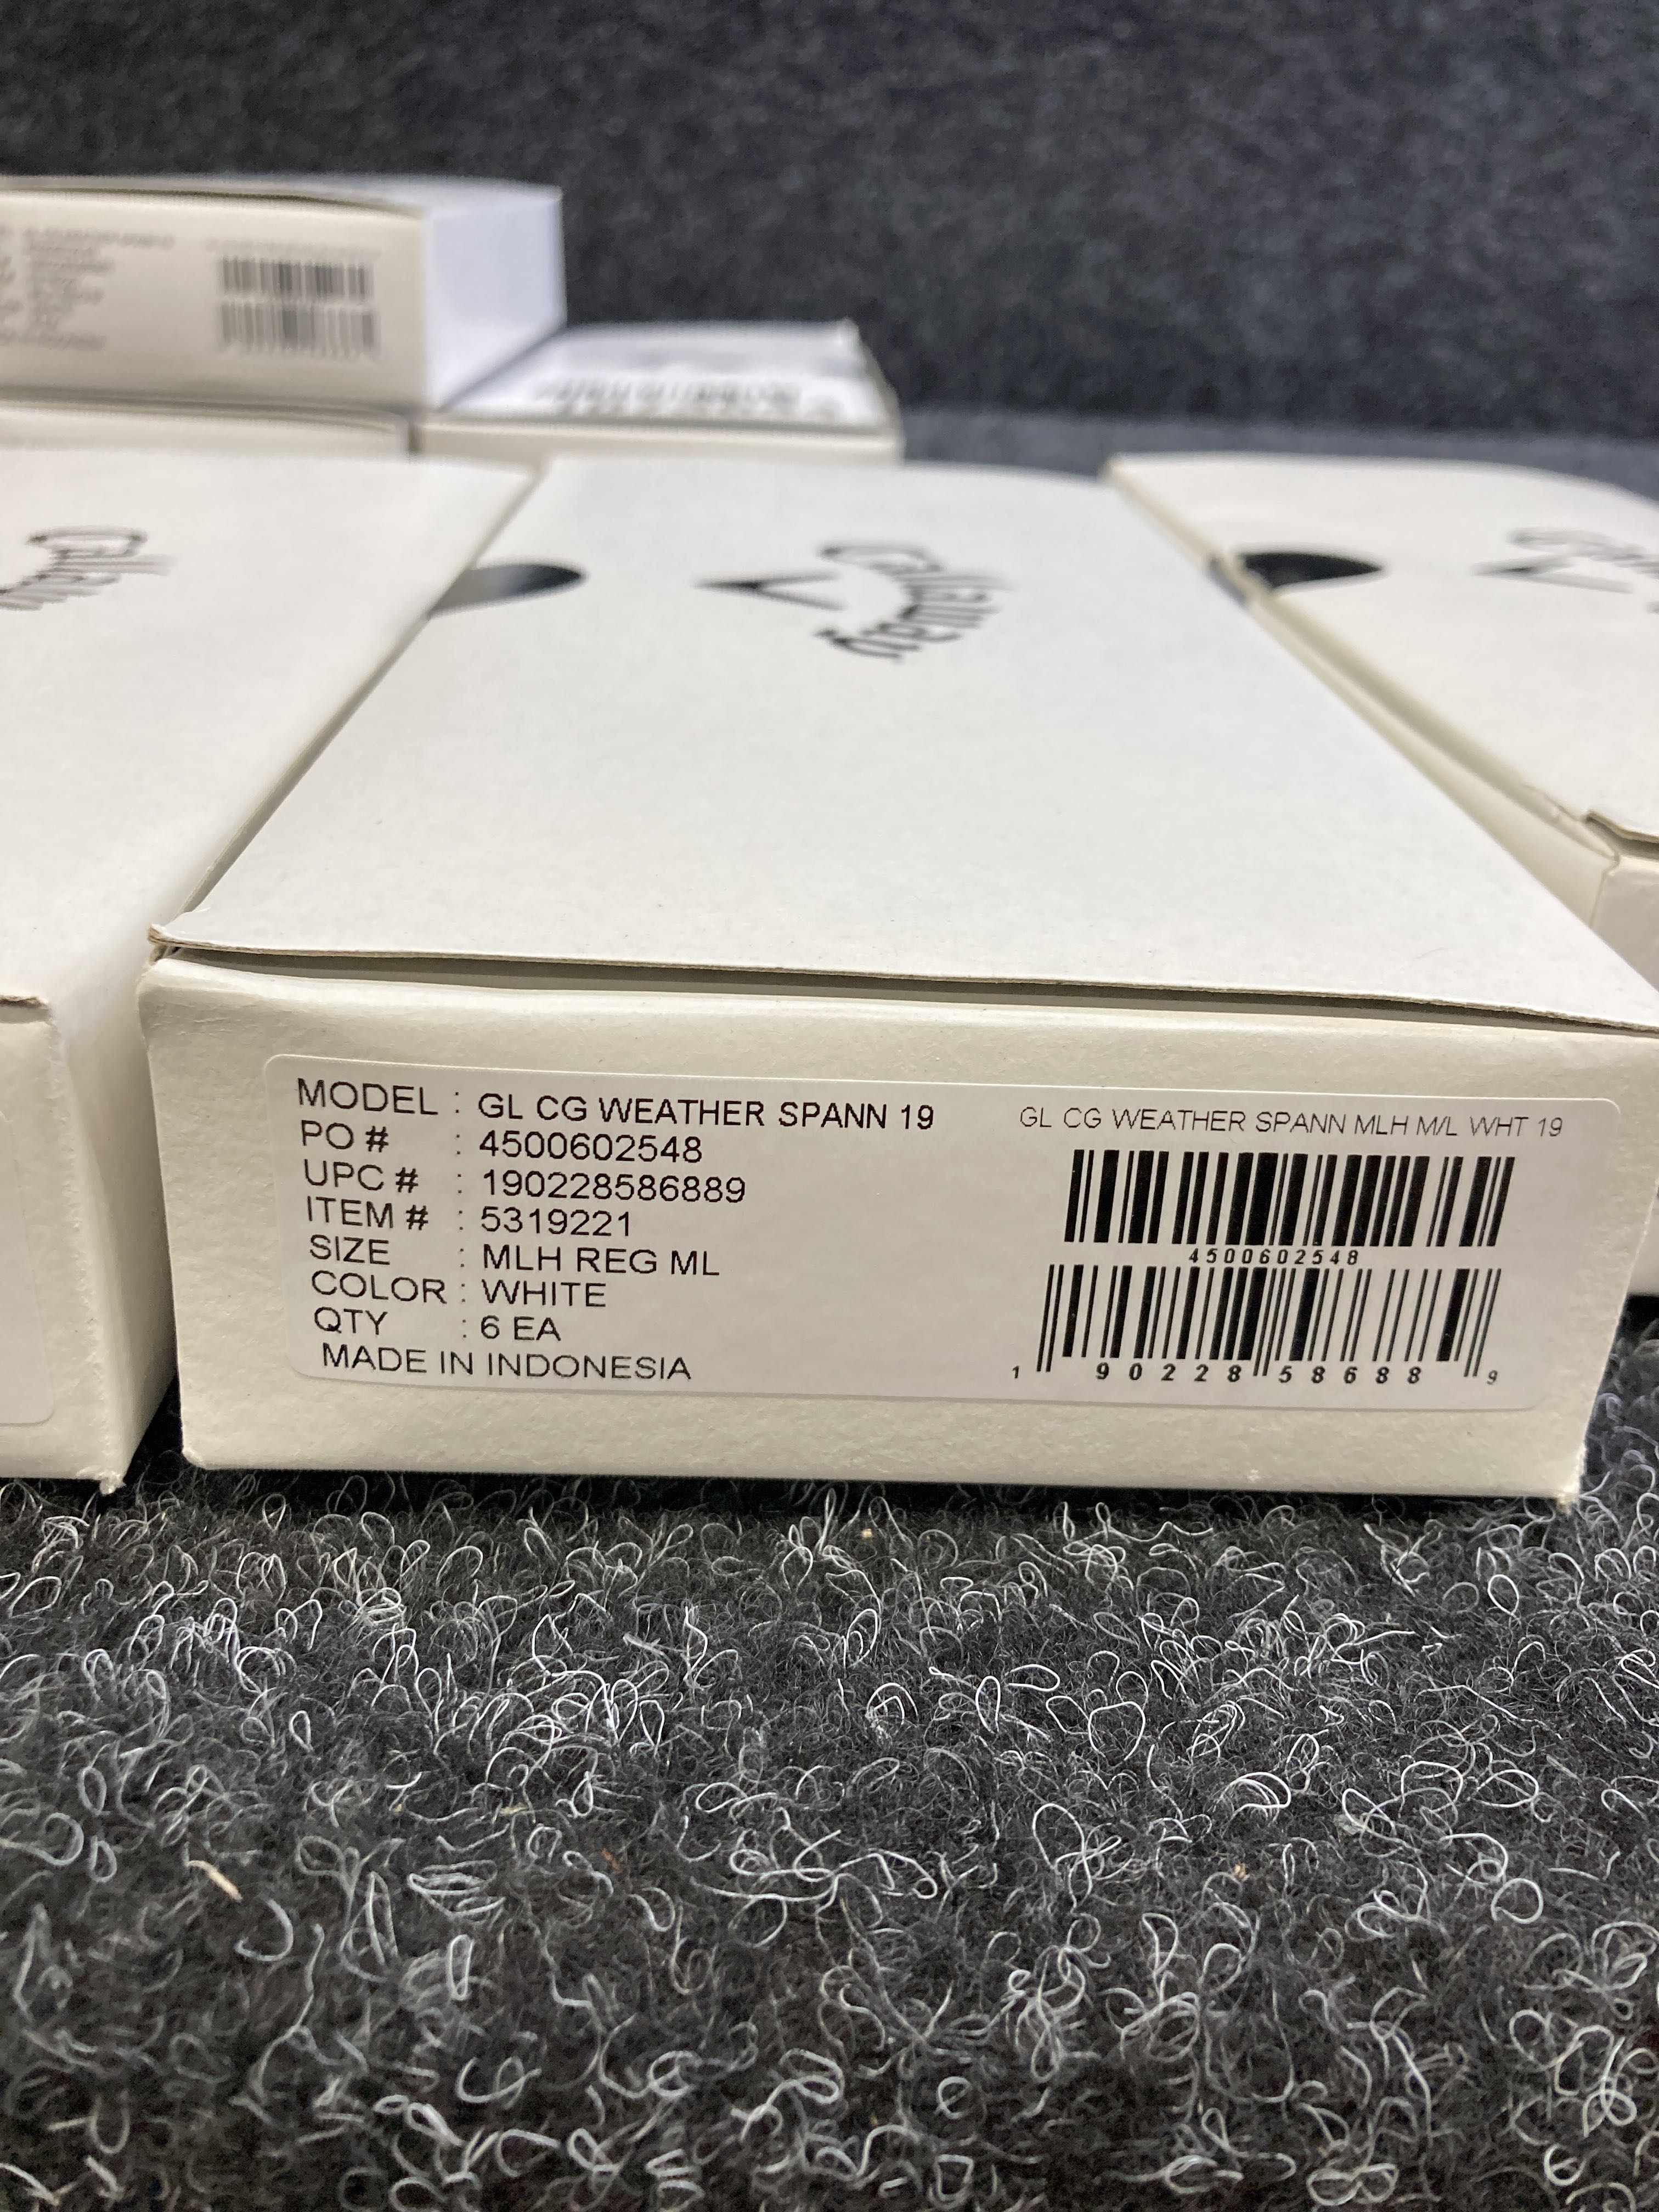 Callaway
Callaway
MODEL : GL CG WEATHER SPANN 19
PO # : 4500602548
UPC # : 190228586889
ITEM # : 5319221
SIZE : MLH REG ML
COLOR : WHITE
QTY : 6 EA
MADE IN INDONESIA
GL CG WEATHER SPANN MLH M/L WHT 19
4500602548
1 90228 58688 9